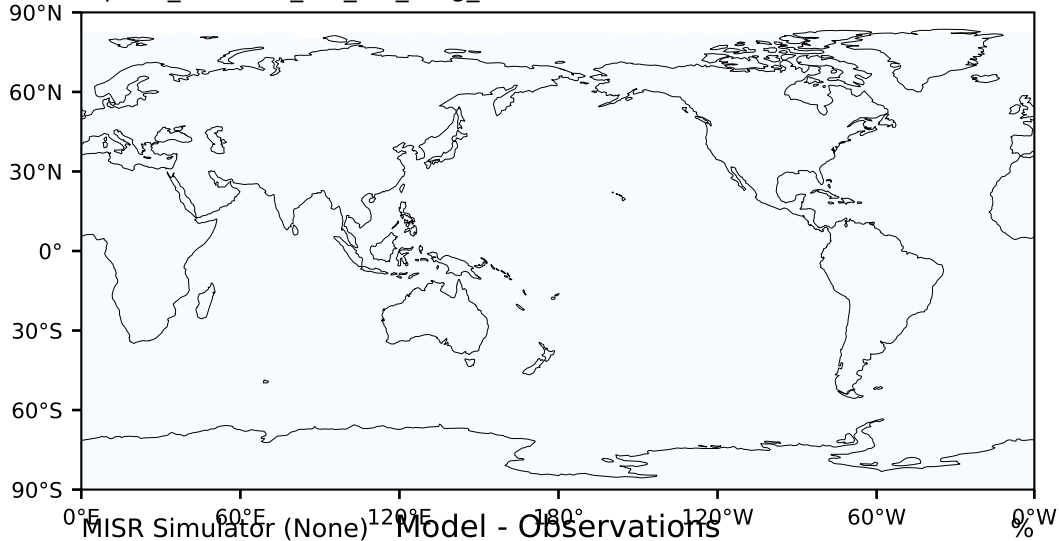 90°N
60°N
30°N
0°
30°S
60°S
90°S
0°E 60°E 120°E 180° 120°W 60°W 0°W
MISR Simulator (None) Model - Observations %